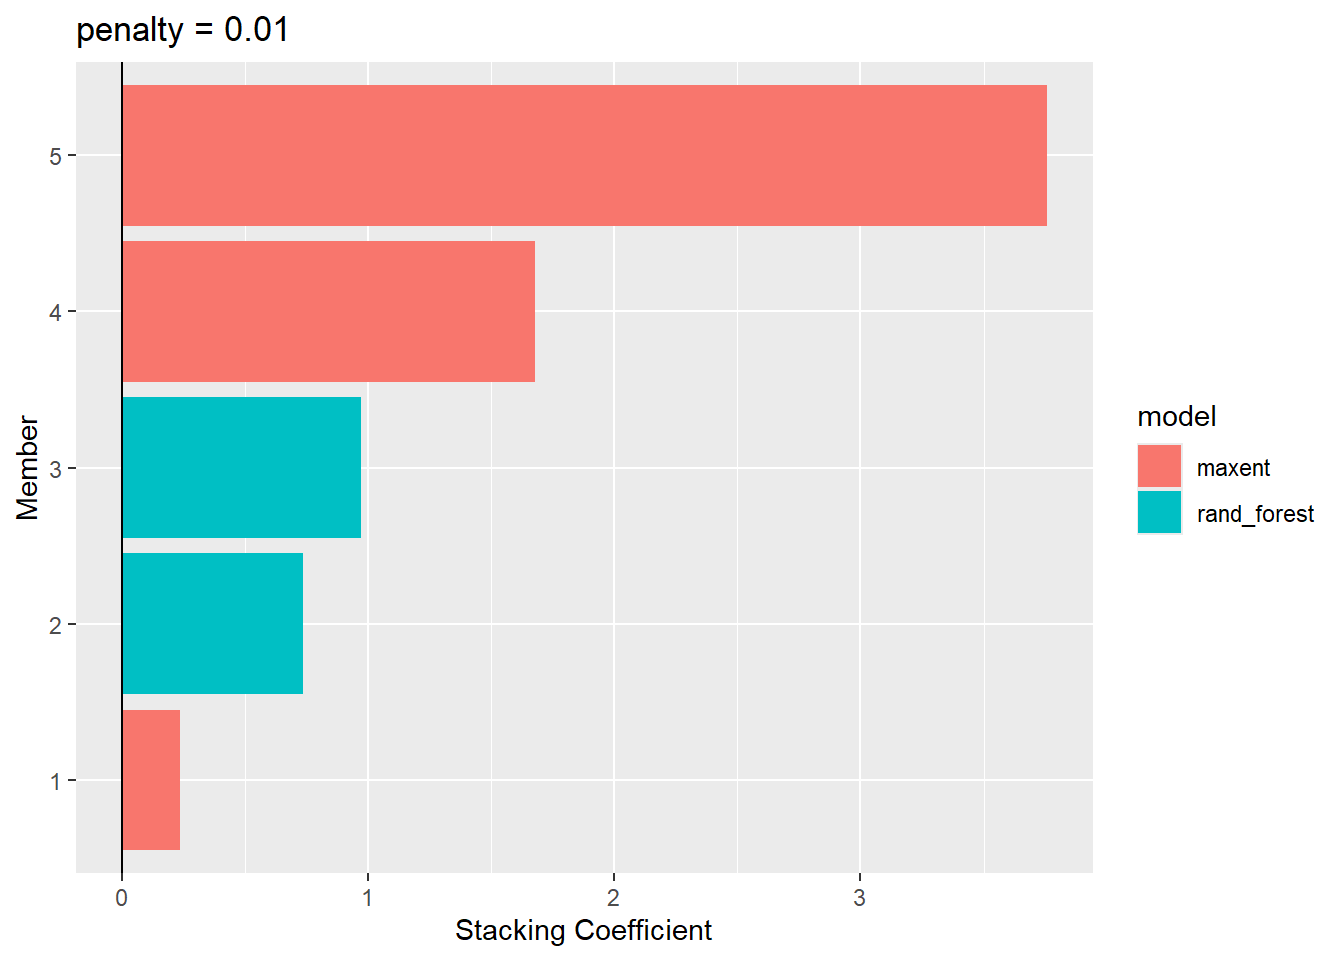 penalty = 0.01
5
4
3
2
1
Member
0 1 2 3
Stacking Coefficient
model
maxent
rand_forest